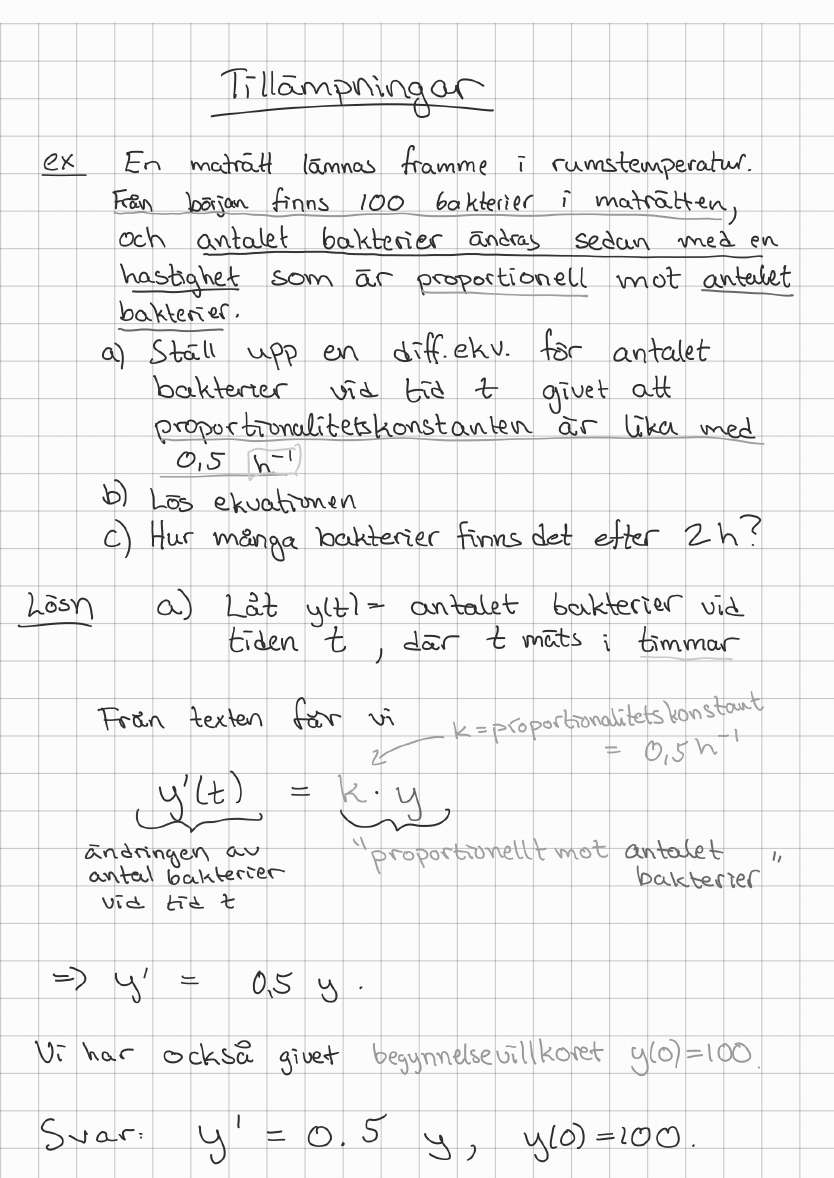 Tillämpningar
ex En maträtt lämnas framme i rumstemperatur.
Från början finns 100 bakterier i maträtten,
och antalet bakterier ändras sedan med en
hastighet som är proportionell mot antalet
bakterier.
a) Ställ upp en diff.ekv. för antalet
bakterier vid tid t givet att
proportionalitetskonstanten är lika med
0,5 h⁻¹
b) Lös ekvationen
c) Hur många bakterier finns det efter 2h?
Lösn a) Låt y(t) = antalet bakterier vid
tiden t, där t mäts i timmar
Från texten får vi
k = proportionalitetskonstant
= 0,5 h⁻¹
y'(t) = k · y
ändringen av
antal bakterier
vid tid t
"proportionellt mot antalet
bakterier"
=> y' = 0,5 y.
Vi har också givet begynnelsevillkoret y(0)=100.
Svar: y' = 0.5 y, y(0)=100.